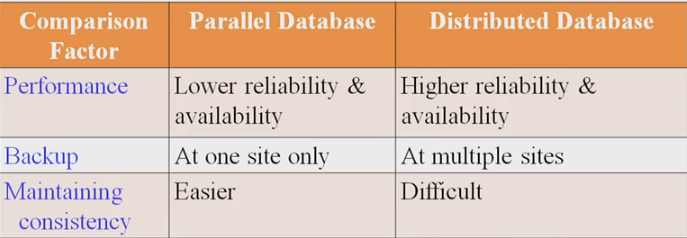 Comparison Factor | Parallel Database | Distributed Database
Performance | Lower reliability & availability | Higher reliability & availability
Backup | At one site only | At multiple sites
Maintaining consistency | Easier | Difficult